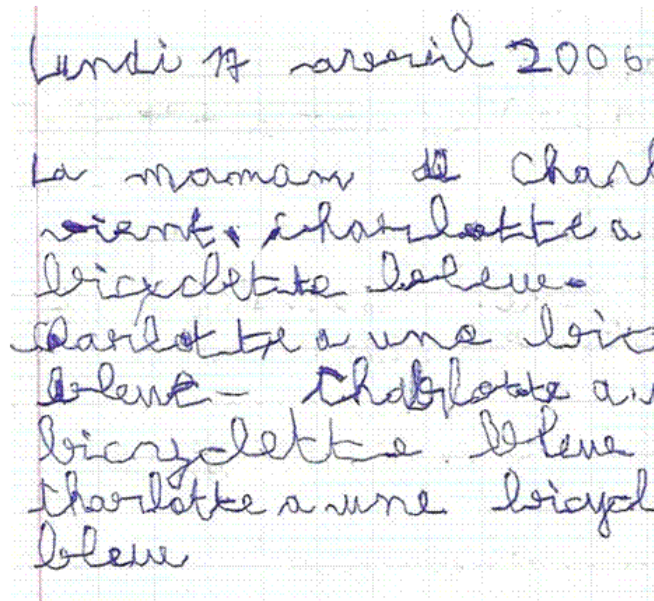 Lundi 17 avril 2006
La maman de Charl
vient. charlotte a
bicyclette bleue.
Charlotte a une bic
bleue- Charlotte a u
bicryclette bleue
Charlotte a une bicycl
bleue